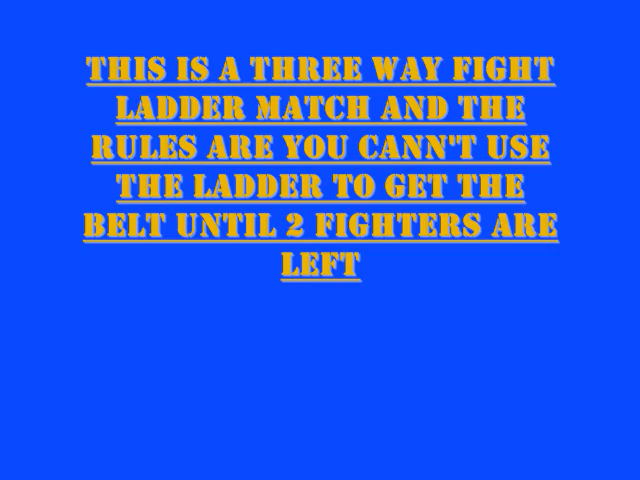 THIS IS A THREE WAY FIGHT
LADDER MATCH AND THE
RULES ARE YOU CANN'T USE
THE LADDER TO GET THE
BELT UNTIL 2 FIGHTERS ARE
LEFT